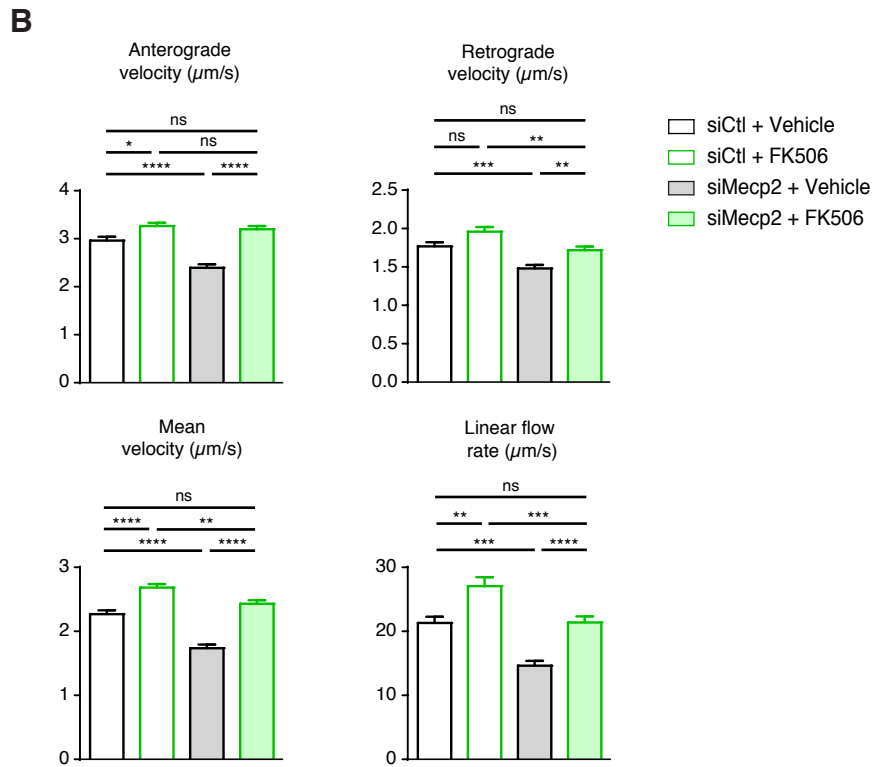 B
Anterograde
velocity (µm/s)
ns
* ns
**** ****
4
3
2
1
0
Retrograde
velocity (µm/s)
ns
ns **
*** **
2.5
2.0
1.5
1.0
0.5
0.0
siCtl + Vehicle
siCtl + FK506
siMecp2 + Vehicle
siMecp2 + FK506
Mean
velocity (µm/s)
ns
**** **
**** ****
3
2
1
0
Linear flow
rate (µm/s)
ns
** ***
*** ****
30
20
10
0